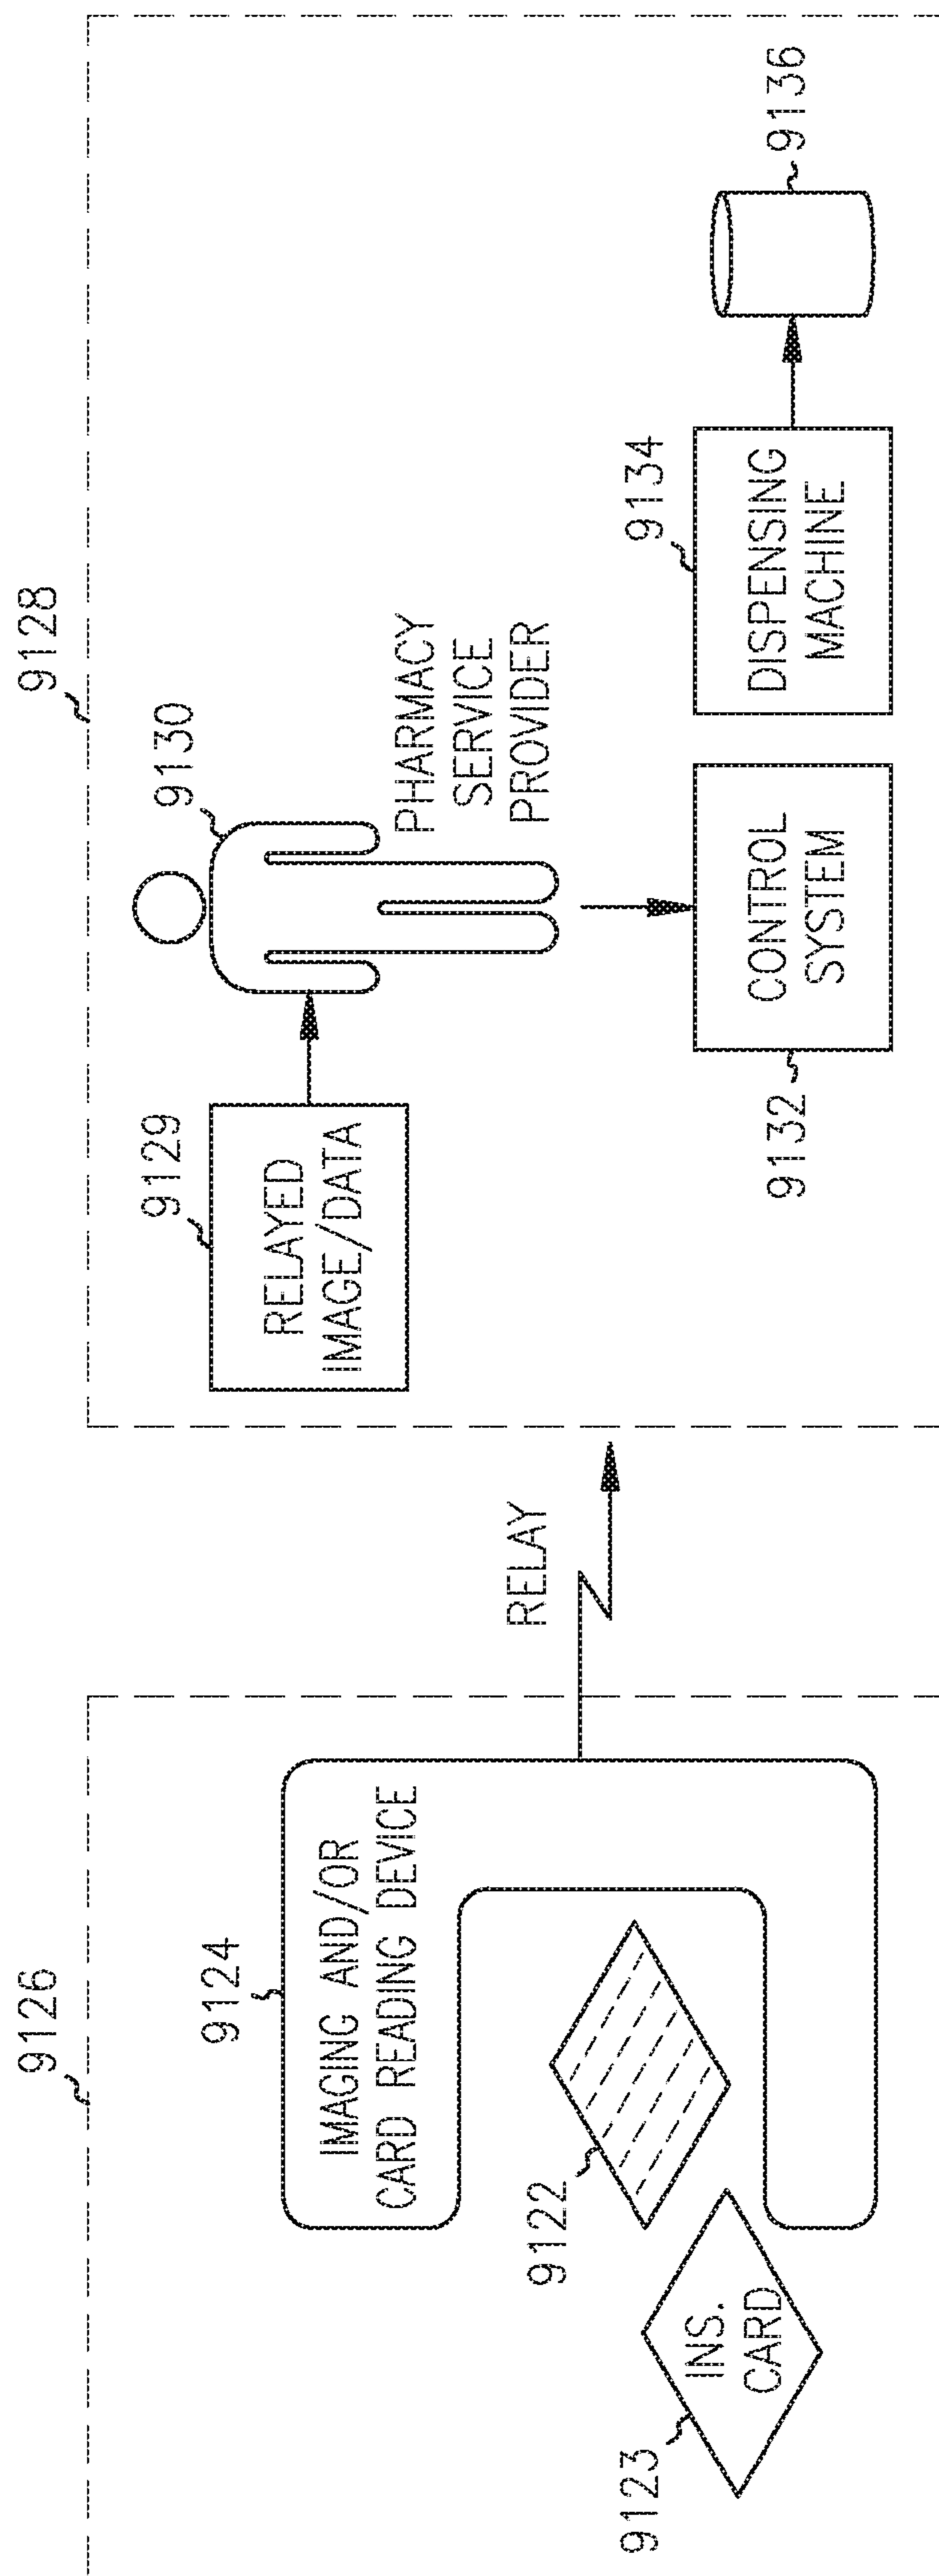 9126
9124
IMAGING AND/OR
CARD READING DEVICE
9122
9123
INS.
CARD
RELAY
9128
9129
RELAYED
IMAGE/DATA
9130
PHARMACY
SERVICE
PROVIDER
9132
CONTROL
SYSTEM
9134
DISPENSING
MACHINE
9136